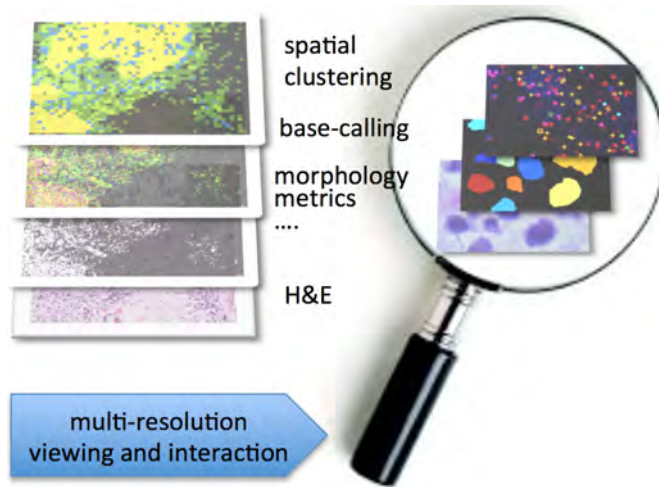 spatial
clustering
base-calling
morphology
metrics
....
H&E
multi-resolution
viewing and interaction